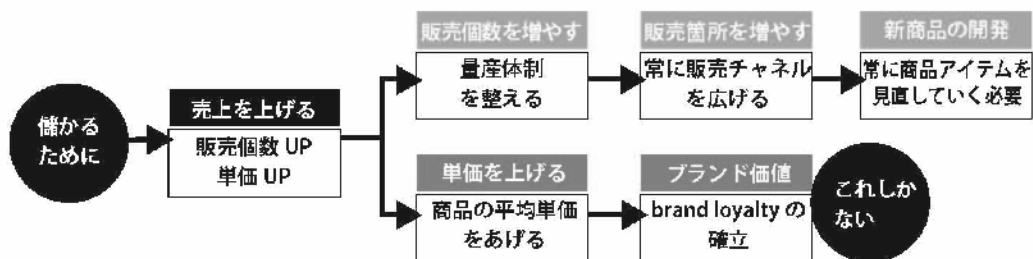 儲かる
ために
売上を上げる
販売個数 UP
単価 UP
販売個数を増やす
量産体制
を整える
販売箇所を増やす
常に販売チャネル
を広げる
新商品の開発
常に商品アイテムを
見直していく必要
単価を上げる
商品の平均単価
をあげる
ブランド価値
brand loyalty の
確立
これしか
ない